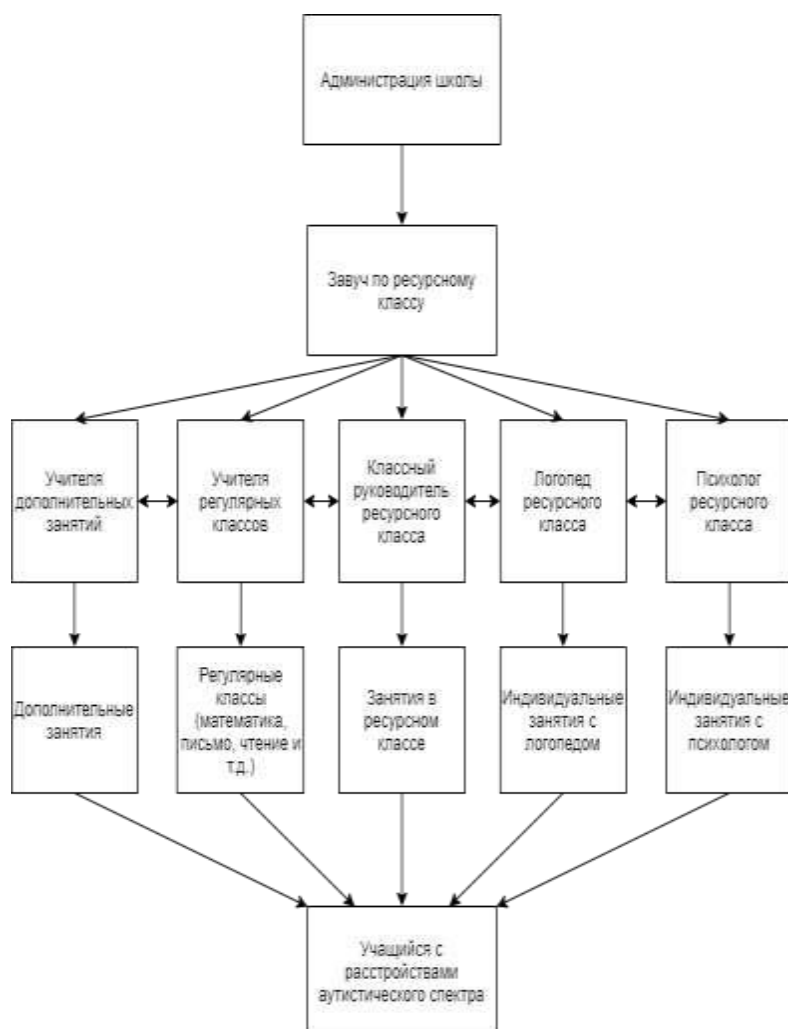 Администрация школы
Завуч по ресурсному
классу
Учителя
дополнительных
занятий
Учителя
регулярных
классов
Классный
руководитель
ресурсного
класса
Логопед
ресурсного
класса
Психолог
ресурсного
класса
Дополнительные
занятия
Регулярные
классы
(математика,
письмо, чтение и
т.д.)
Занятия в
ресурсном
классе
Индивидуальные
занятия с
логопедом
Индивидуальные
занятия с
психологом
Учащийся с
расстройствами
аутистического спектра